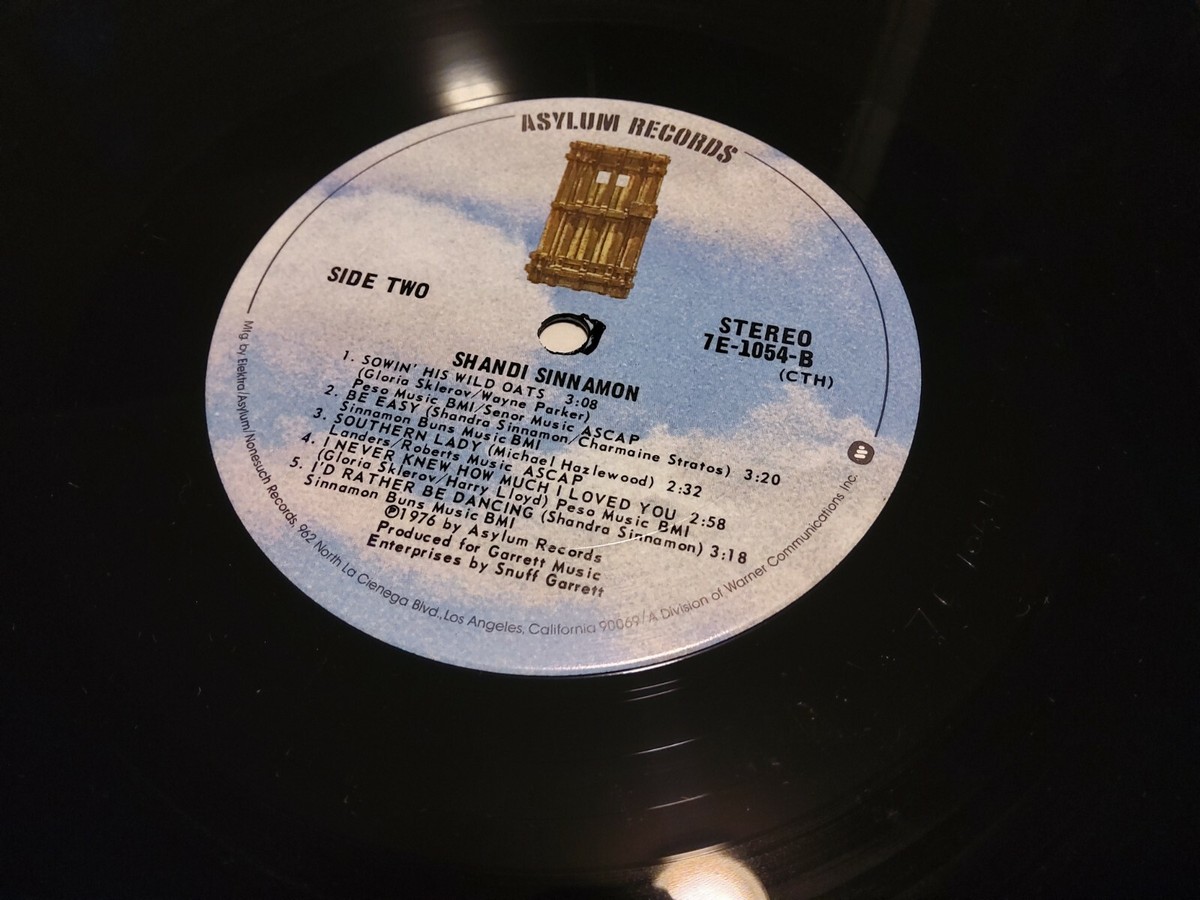 ASYLUM RECORDS
SIDE TWO
STEREO
7E-1054-B
(CTH)
SHANDI SINNAMON
1. SOWIN' HIS WILD OATS 3:08
(Gloria Sklerov/Wayne Parker)
Peso Music BMI/Senor Music ASCAP
2. BE EASY (Shandra Sinnamon/Charmaine Stratos) 3:20
Sinnamon Buns Music BMI
3. SOUTHERN LADY (Michael Hazlewood) 2:32
Landers/Roberts Music ASCAP
4. I NEVER KNEW HOW MUCH I LOVED YOU 2:58
(Gloria Sklerov/Harry Lloyd) Peso Music BMI
5. I'D RATHER BE DANCING (Shandra Sinnamon) 3:18
Sinnamon Buns Music BMI
℗1976 by Asylum Records
Produced for Garrett Music
Enterprises by Snuff Garrett
Mfg. by Elektra/Asylum/Nonesuch Records, 962 North La Cienega Blvd., Los Angeles, California 90069/A Division of Warner Communications Inc.